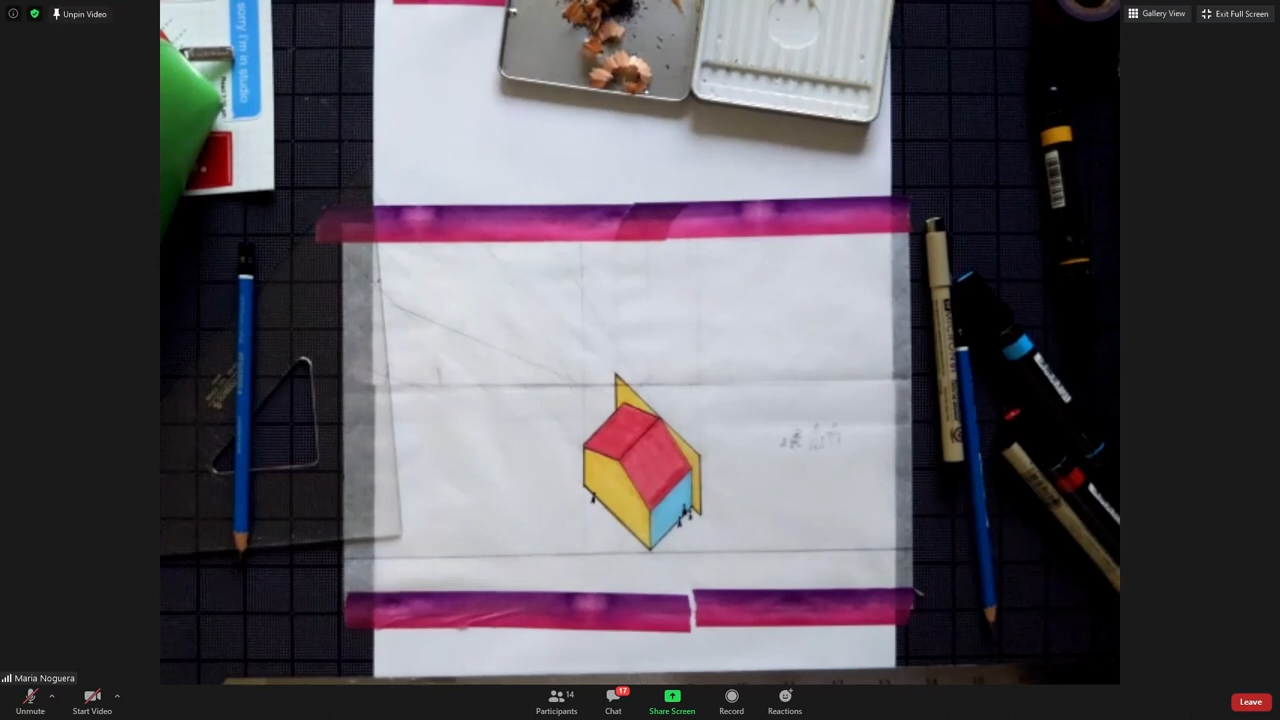 Unpin Video
Gallery View
Exit Full Screen
sorry I'm in studio
Maria Noguera
Unmute
Start Video
Participants
14
Chat
17
Share Screen
Record
Reactions
Leave